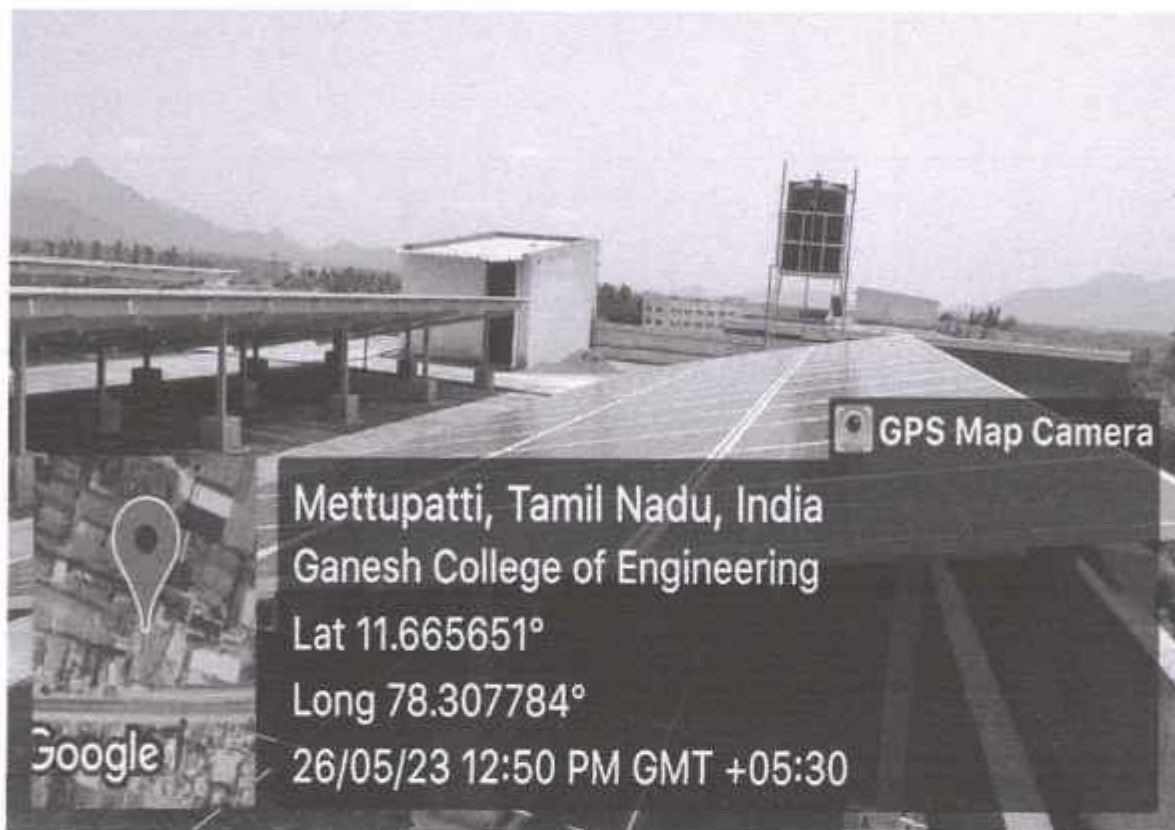 GPS Map Camera
Mettupatti, Tamil Nadu, India
Ganesh College of Engineering
Lat 11.665651°
Long 78.307784°
26/05/23 12:50 PM GMT +05:30
Google